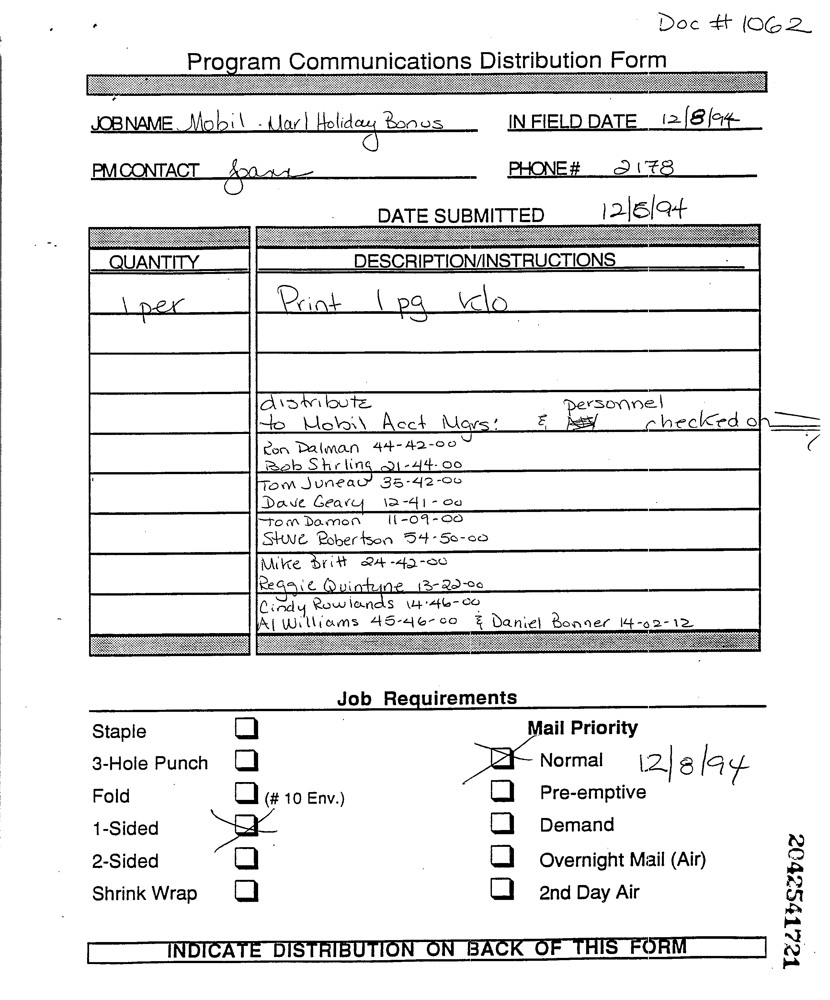 Doc # 1062
Program Communications Distribution Form
JOB NAME Mobil - Marl Holiday Bonus IN FIELD DATE 12/8/94
PM CONTACT PHONE # 2178
DATE SUBMITTED 12/5/94
QUANTITY DESCRIPTION/INSTRUCTIONS
1 per Print 1 pg k/o
distribute personnel
to Mobil Acct Mgrs: & checked on
Ron Dalman 44-42-00
Bob Stirling 21-44-00
Tom Juneau 35-42-00
Dave Geary 12-41-00
Tom Damon 11-09-00
Steve Robertson 54-50-00
Mike Britt 24-42-00
Reggie Quintyne 13-22-00
Cindy Rowlands 14-46-00
Al Williams 45-46-00 & Daniel Bonner 14-02-12
Job Requirements
Staple Mail Priority
3-Hole Punch Normal 12/8/94
Fold (# 10 Env.) Pre-emptive
1-Sided Demand
2-Sided Overnight Mail (Air)
Shrink Wrap 2nd Day Air
2042541721
INDICATE DISTRIBUTION ON BACK OF THIS FORM